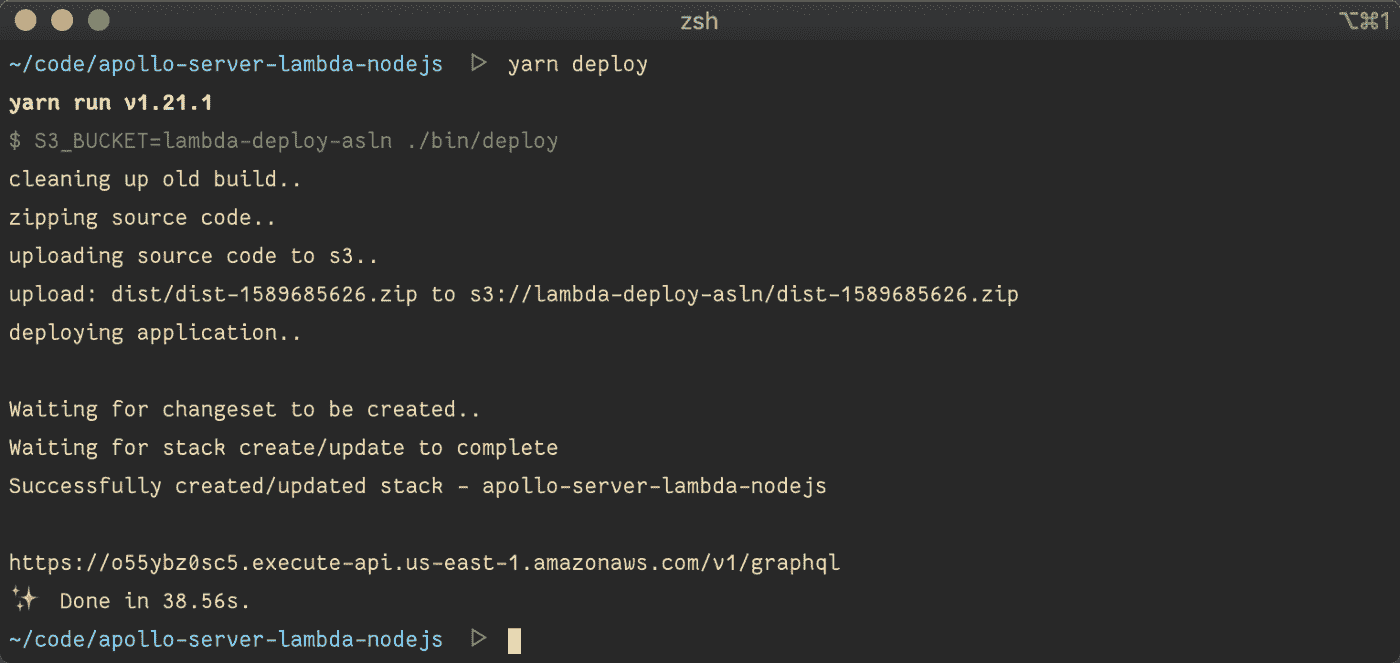 zsh
⌥⌘1
~/code/apollo-server-lambda-nodejs ▷ yarn deploy
yarn run v1.21.1
$ S3_BUCKET=lambda-deploy-asln ./bin/deploy
cleaning up old build..
zipping source code..
uploading source code to s3..
upload: dist/dist-1589685626.zip to s3://lambda-deploy-asln/dist-1589685626.zip
deploying application..
Waiting for changeset to be created..
Waiting for stack create/update to complete
Successfully created/updated stack - apollo-server-lambda-nodejs
https://o55ybz0sc5.execute-api.us-east-1.amazonaws.com/v1/graphql
✨ Done in 38.56s.
~/code/apollo-server-lambda-nodejs ▷